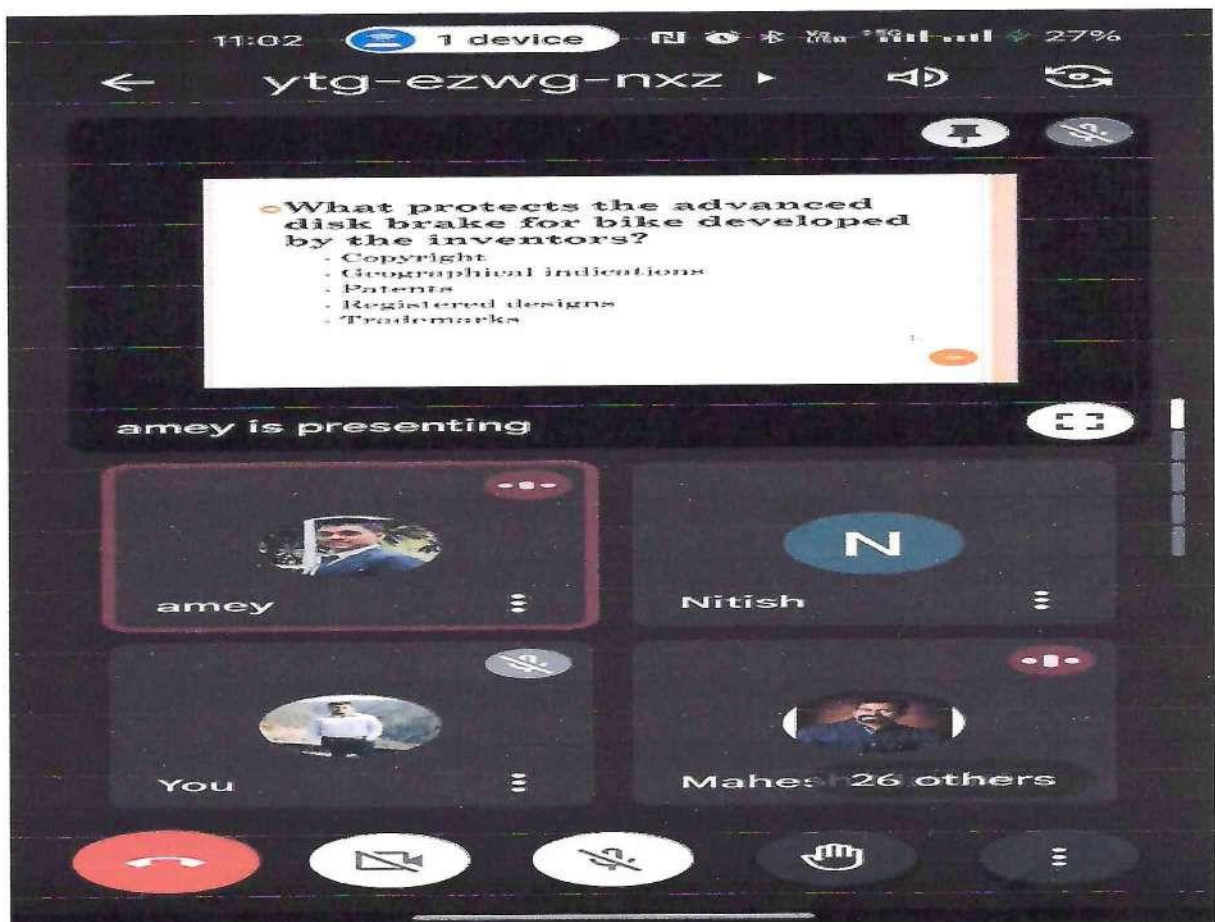 11:02 1 device 27%
ytg-ezwg-nxz
What protects the advanced
disk brake for bike developed
by the inventors?
- Copyright
- Geographical indications
- Patents
- Registered designs
- Trademarks
amey is presenting
amey
N
Nitish
You
Mahesh
26 others